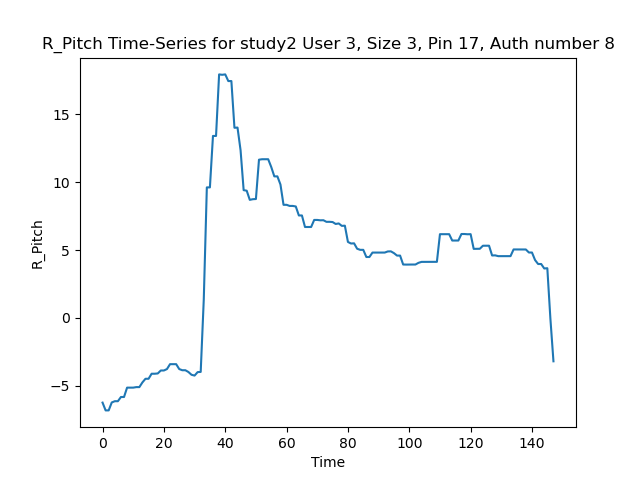 R_Pitch Time-Series for study2 User 3, Size 3, Pin 17, Auth number 8
R_Pitch
15
10
5
0
−5
0 20 40 60 80 100 120 140
Time